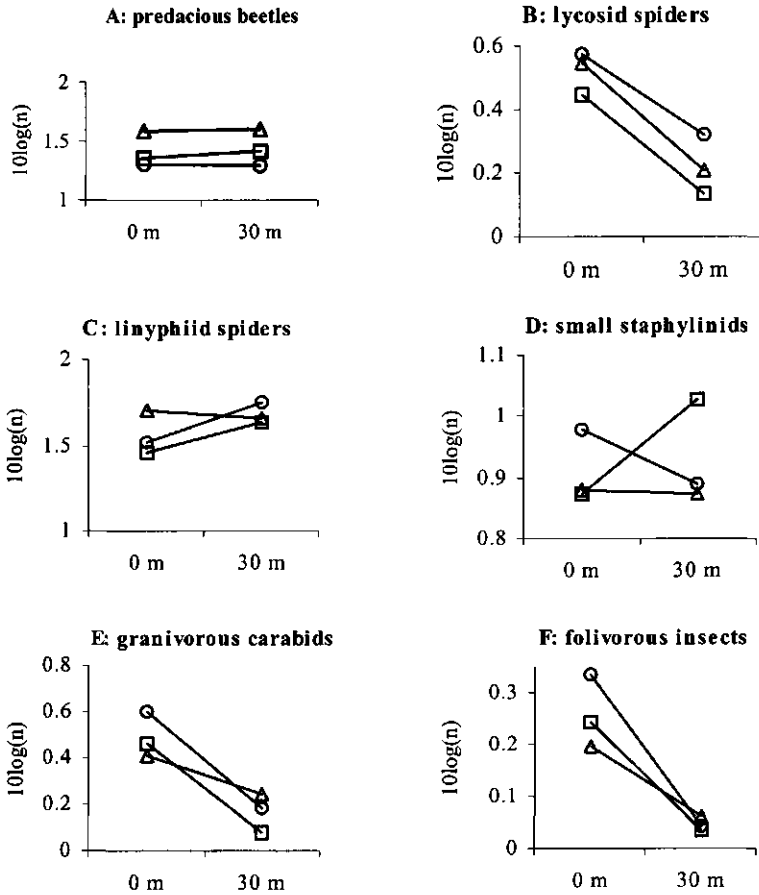 A: predacious beetles
2
1.5
1
10log(n)
0 m 30 m
B: lycosid spiders
0.6
0.4
0.2
0
10log(n)
0 m 30 m
C: linyphiid spiders
2
1.5
1
10log(n)
0 m 30 m
D: small staphylinids
1.1
1
0.9
0.8
10log(n)
0 m 30 m
E: granivorous carabids
0.8
0.6
0.4
0.2
0
10log(n)
0 m 30 m
F: folivorous insects
0.3
0.2
0.1
0
10log(n)
0 m 30 m